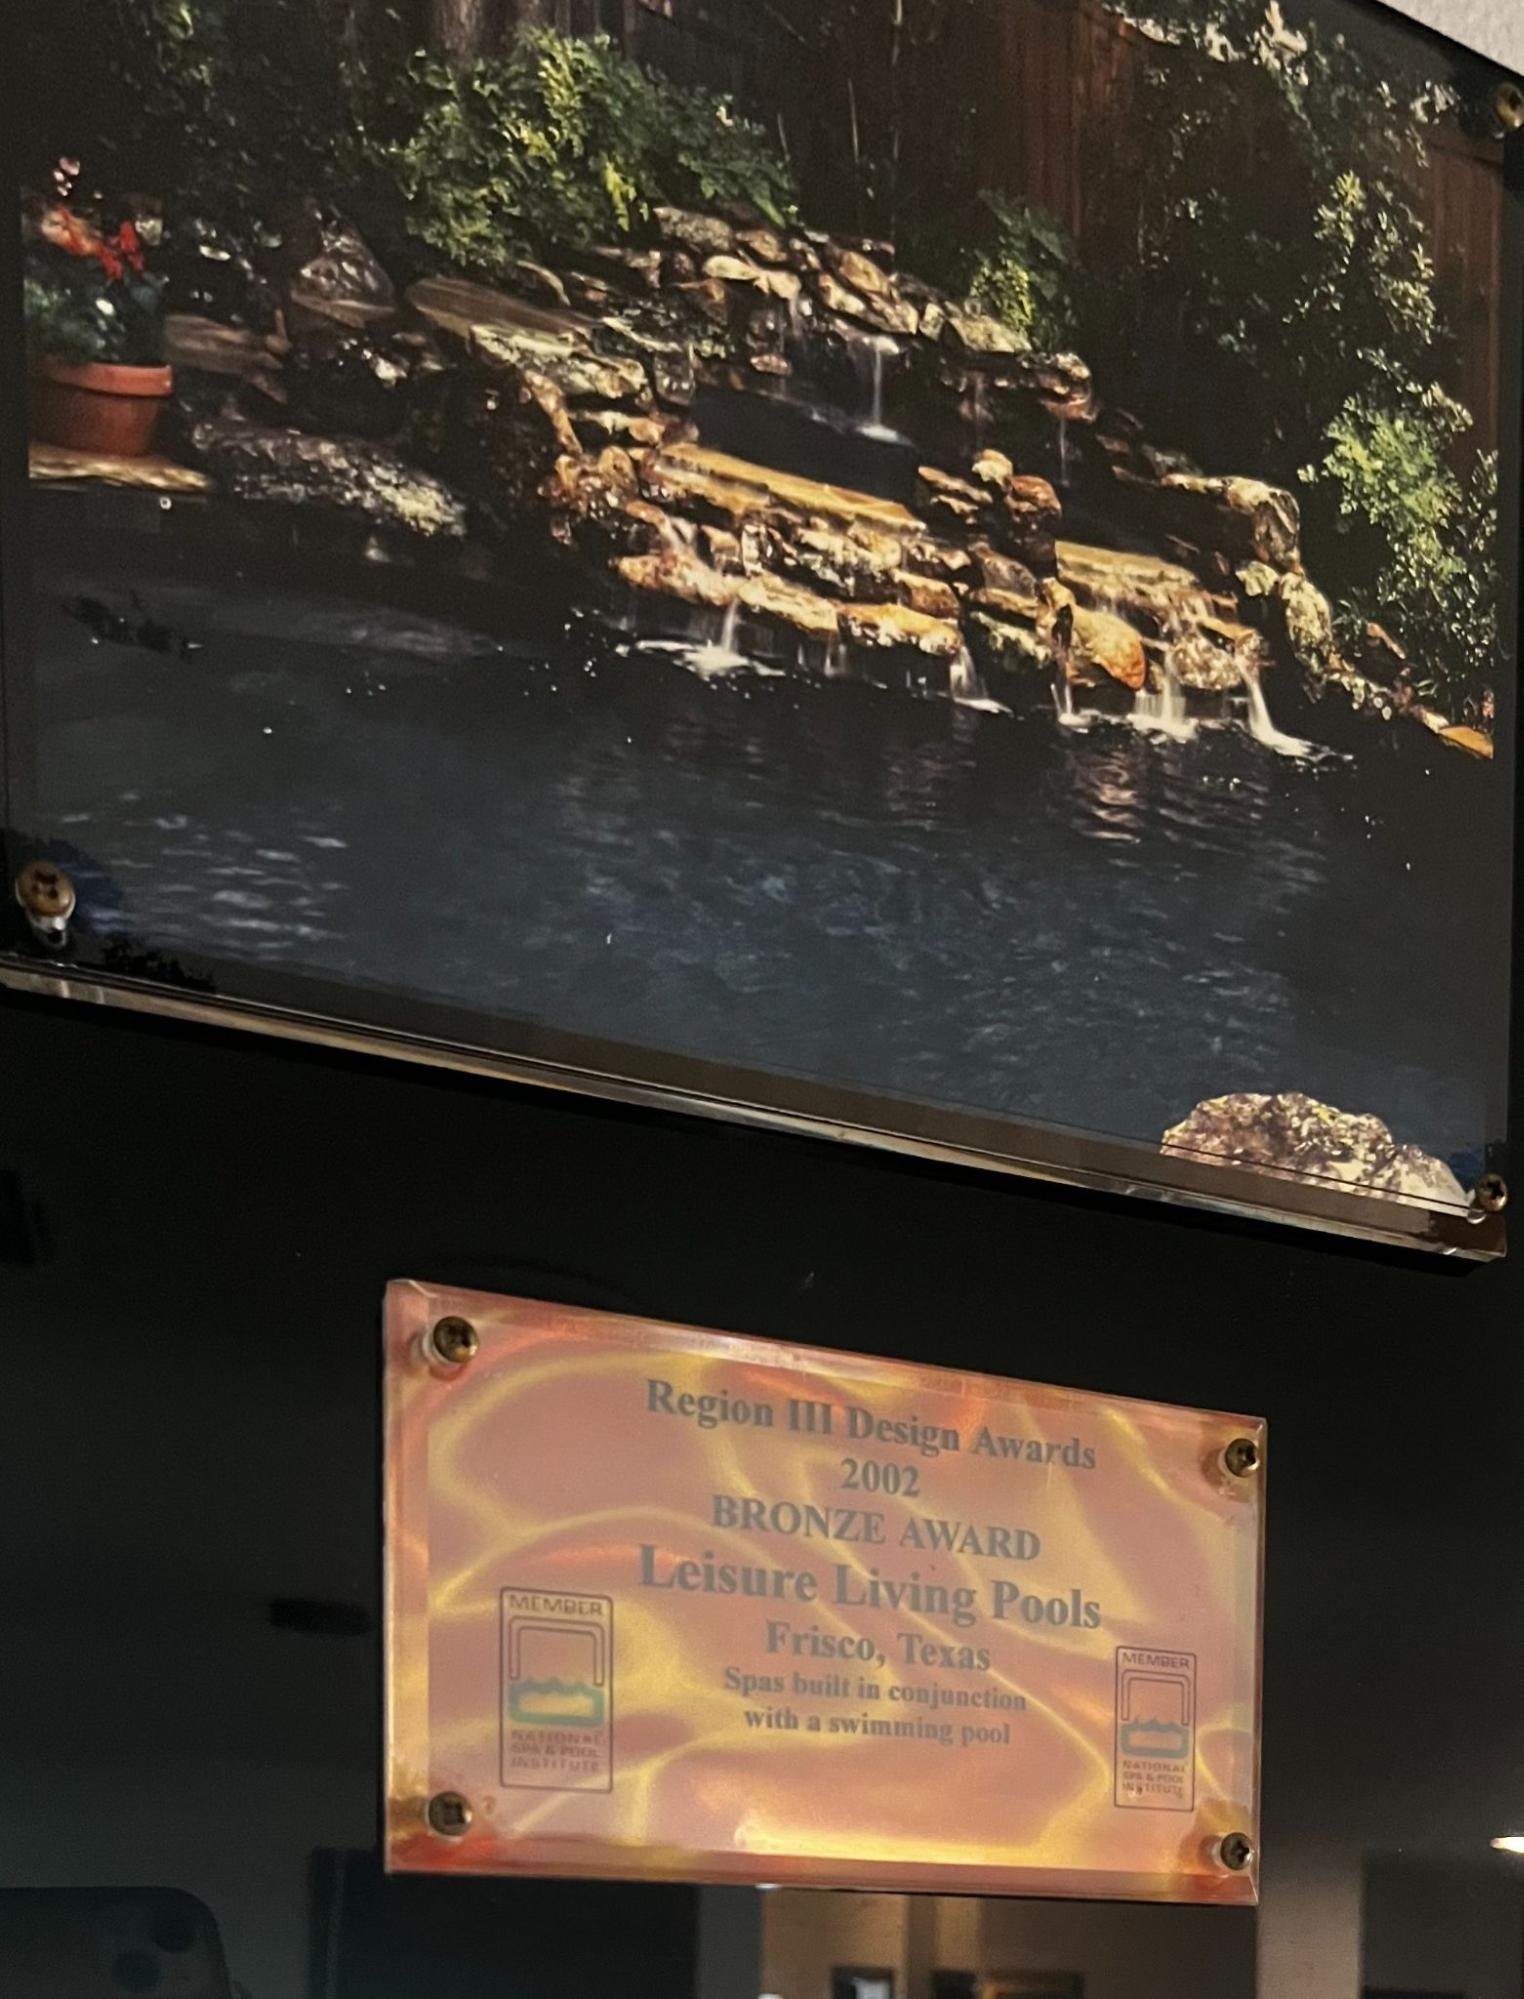 Region III Design Awards
2002
BRONZE AWARD
Leisure Living Pools
Frisco, Texas
Spas built in conjunction
with a swimming pool
MEMBER
NATIONAL
SPA & POOL
INSTITUTE
MEMBER
NATIONAL
SPA & POOL
INSTITUTE